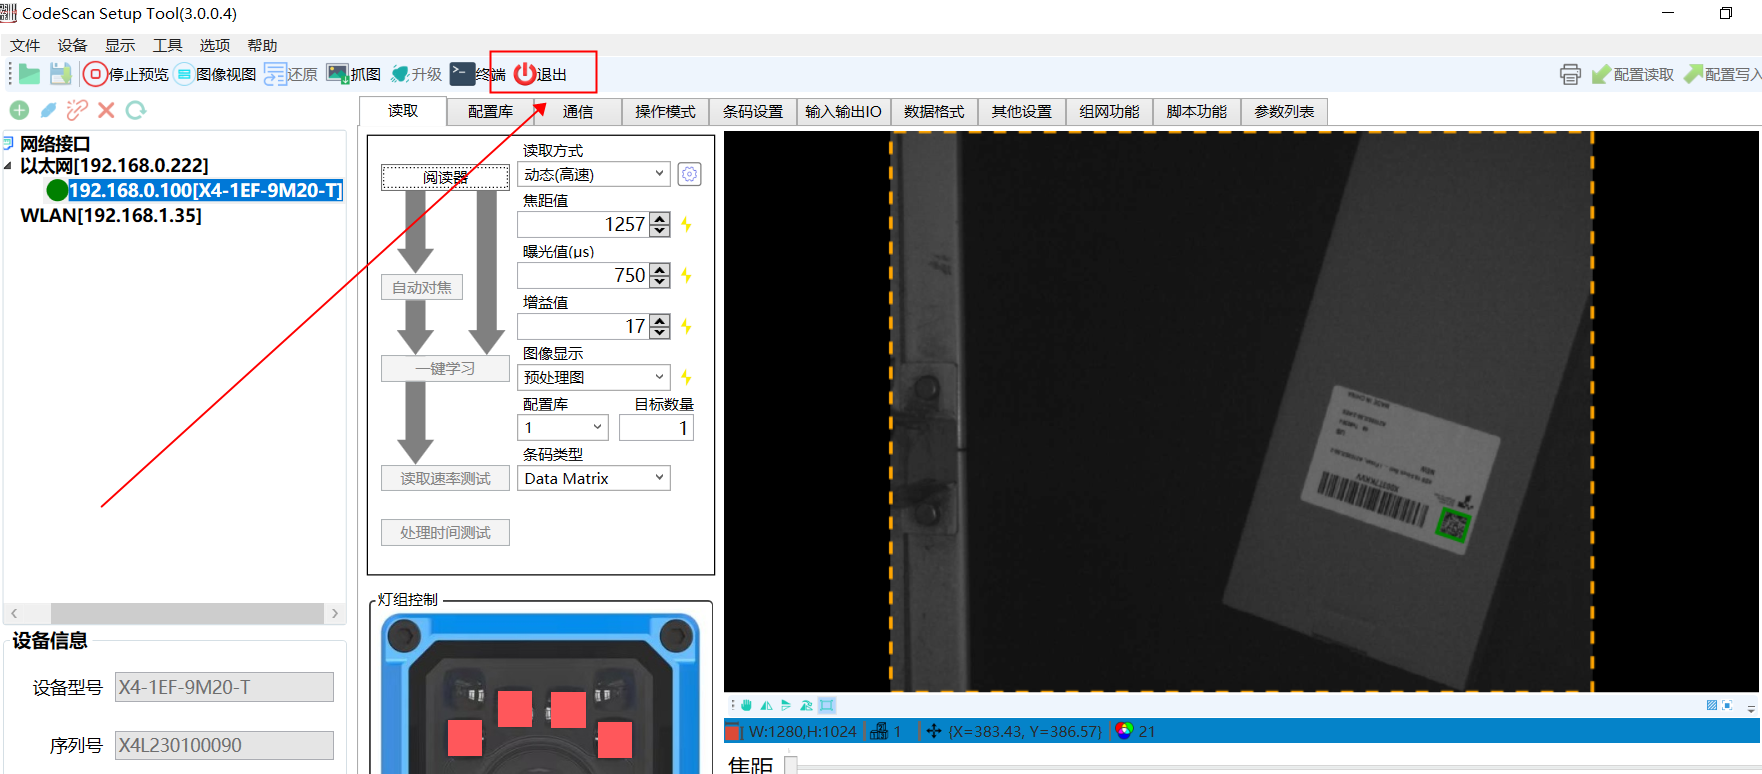 CodeScan Setup Tool(3.0.0.4)
文件 设备 显示 工具 选项 帮助
停止预览 图像视图 还原 抓图 升级 终端 退出 配置读取 配置写入
读取 配置库 通信 操作模式 条码设置 输入输出IO 数据格式 其他设置 组网功能 脚本功能 参数列表
网络接口
以太网[192.168.0.222]
192.168.0.100[X4-1EF-9M20-T]
WLAN[192.168.1.35]
设备信息
设备型号 X4-1EF-9M20-T
序列号 X4L230100090
阅读器
自动对焦
一键学习
读取速率测试
处理时间测试
读取方式
动态(高速)
焦距值
1257
曝光值(μs)
750
增益值
17
图像显示
预处理图
配置库 目标数量
1 1
条码类型
Data Matrix
灯组控制
W:1280,H:1024 1 {X=383.43, Y=386.57} 21
焦距